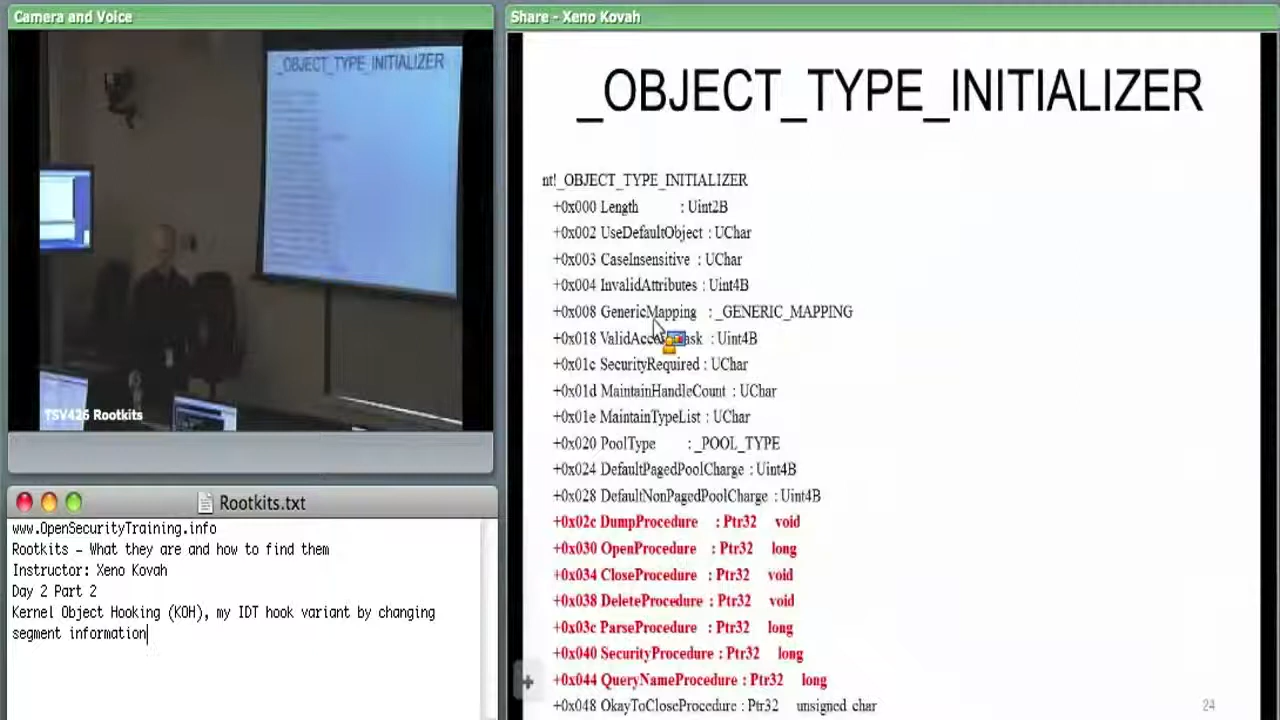 Camera and Voice
_OBJECT_TYPE_INITIALIZER
TSV426 Rootkits
Rootkits.txt
www.OpenSecurityTraining.info
Rootkits - What they are and how to find them
Instructor: Xeno Kovah
Day 2 Part 2
Kernel Object Hooking (KOH), my IDT hook variant by changing
segment information
Share - Xeno Kovah
_OBJECT_TYPE_INITIALIZER
nt!_OBJECT_TYPE_INITIALIZER
+0x000 Length : Uint2B
+0x002 UseDefaultObject : UChar
+0x003 CaseInsensitive : UChar
+0x004 InvalidAttributes : Uint4B
+0x008 GenericMapping : _GENERIC_MAPPING
+0x018 : Uint4B
+0x01c SecurityRequired : UChar
+0x01d MaintainHandleCount : UChar
+0x01e MaintainTypeList : UChar
+0x020 PoolType : _POOL_TYPE
+0x024 DefaultPagedPoolCharge : Uint4B
+0x028 DefaultNonPagedPoolCharge : Uint4B
+0x02c DumpProcedure : Ptr32 void
+0x030 OpenProcedure : Ptr32 long
+0x034 CloseProcedure : Ptr32 void
+0x038 DeleteProcedure : Ptr32 void
+0x03c ParseProcedure : Ptr32 long
+0x040 SecurityProcedure : Ptr32 long
+0x044 QueryNameProcedure : Ptr32 long
+0x048 OkayToCloseProcedure : Ptr32 unsigned char
24